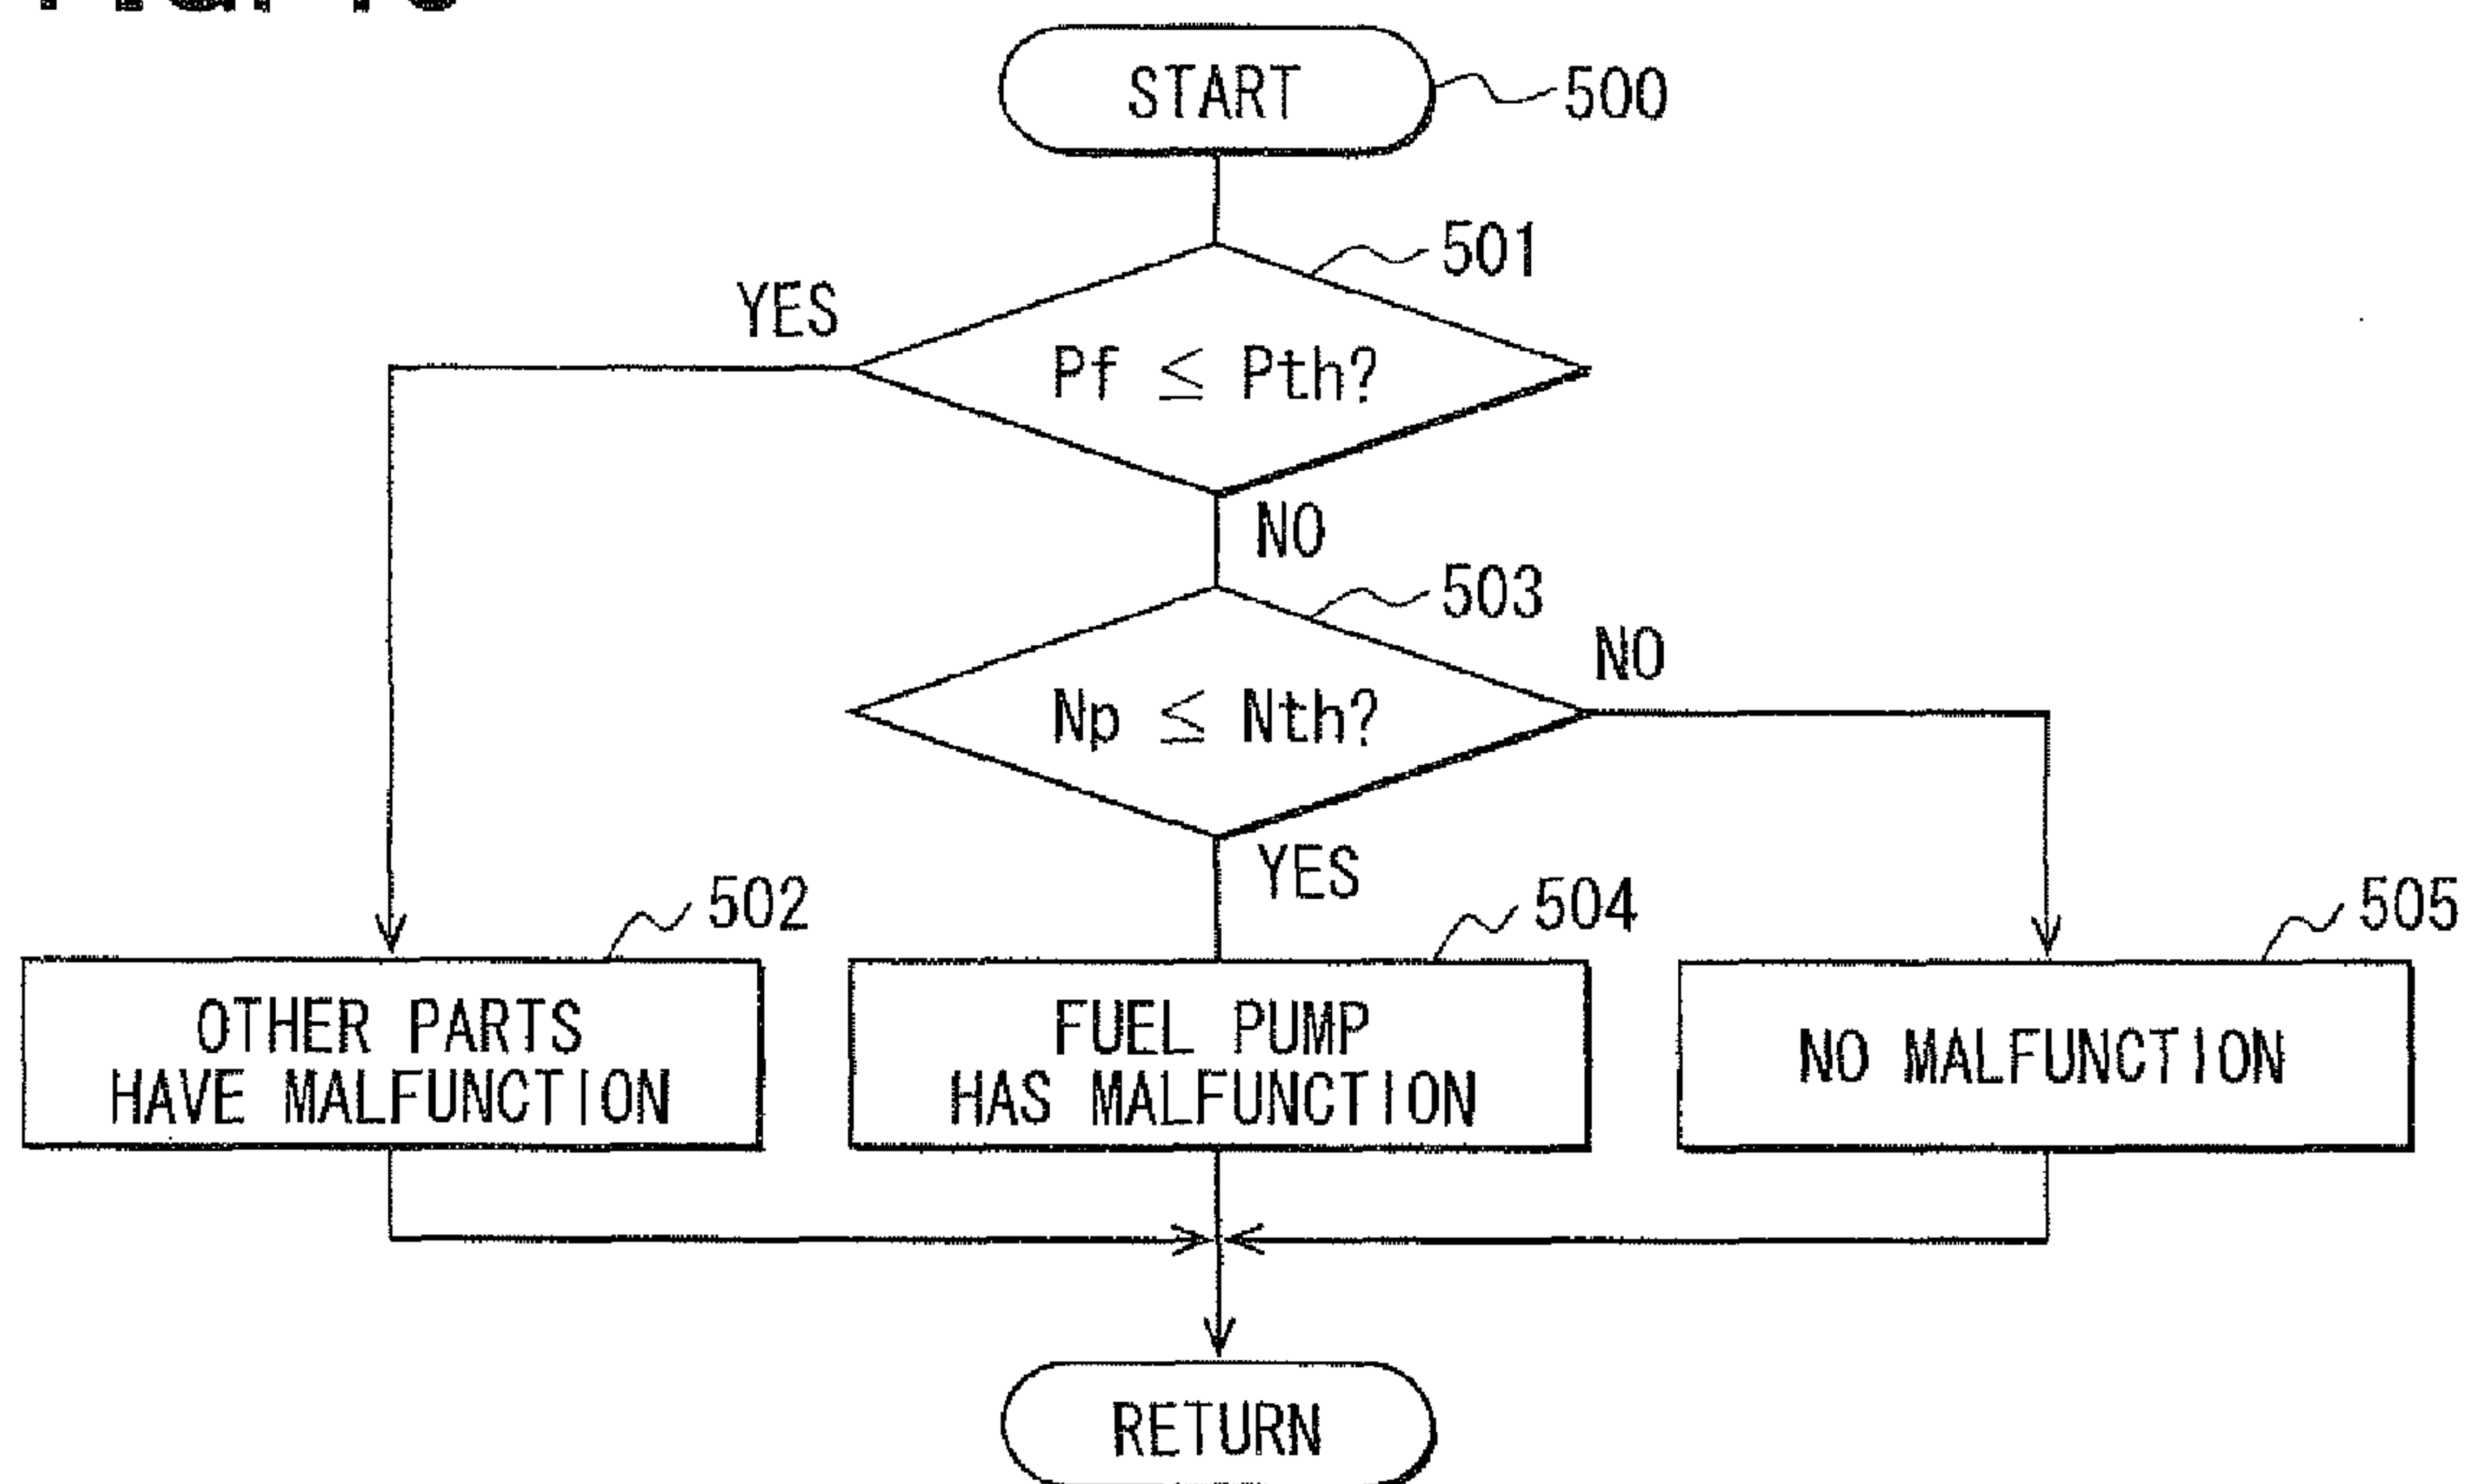 START
500
501
YES
Pf ≤ Pth?
NO
503
NO
Np ≤ Nth?
YES
502
504
505
OTHER PARTS
HAVE MALFUNCTION
FUEL PUMP
HAS MALFUNCTION
NO MALFUNCTION
RETURN